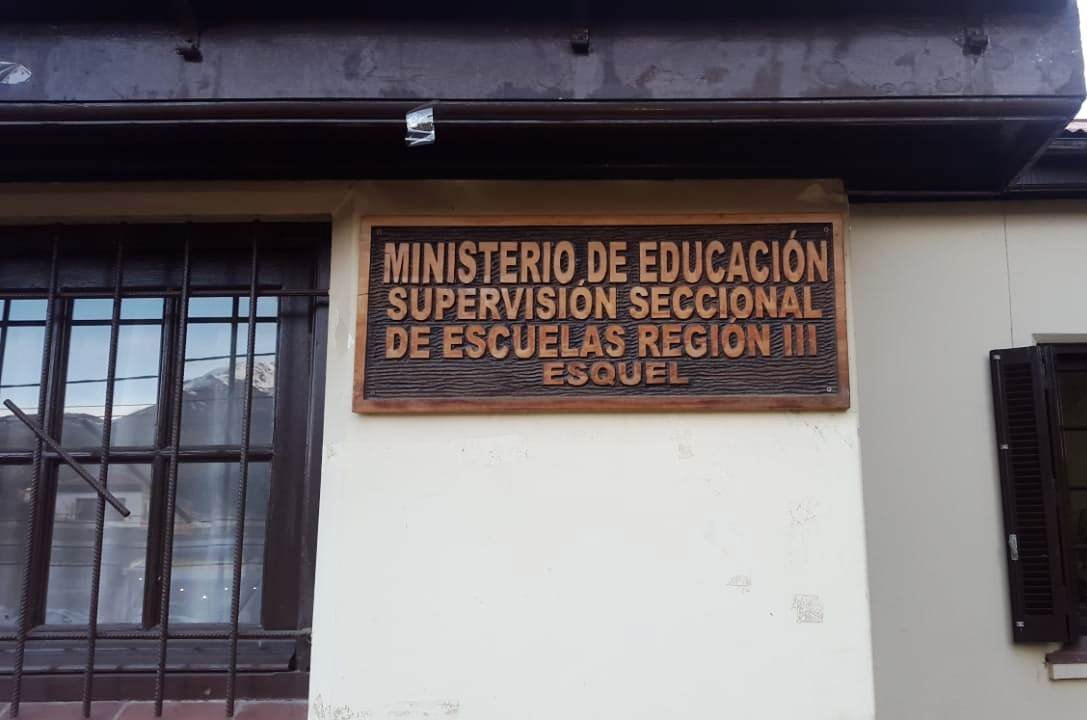 MINISTERIO DE EDUCACIÓN
SUPERVISIÓN SECCIONAL
DE ESCUELAS REGIÓN III
ESQUEL